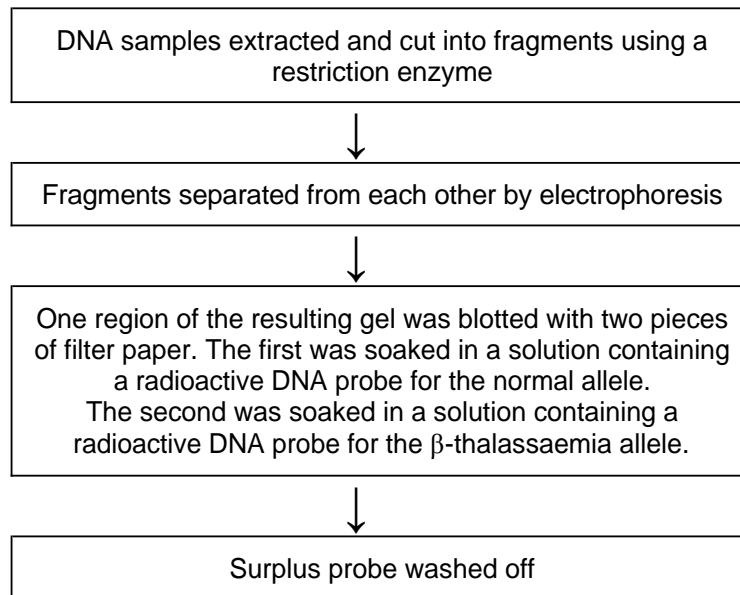 DNA samples extracted and cut into fragments using a
restriction enzyme
Fragments separated from each other by electrophoresis
One region of the resulting gel was blotted with two pieces
of filter paper. The first was soaked in a solution containing
a radioactive DNA probe for the normal allele.
The second was soaked in a solution containing a
radioactive DNA probe for the β-thalassaemia allele.
Surplus probe washed off